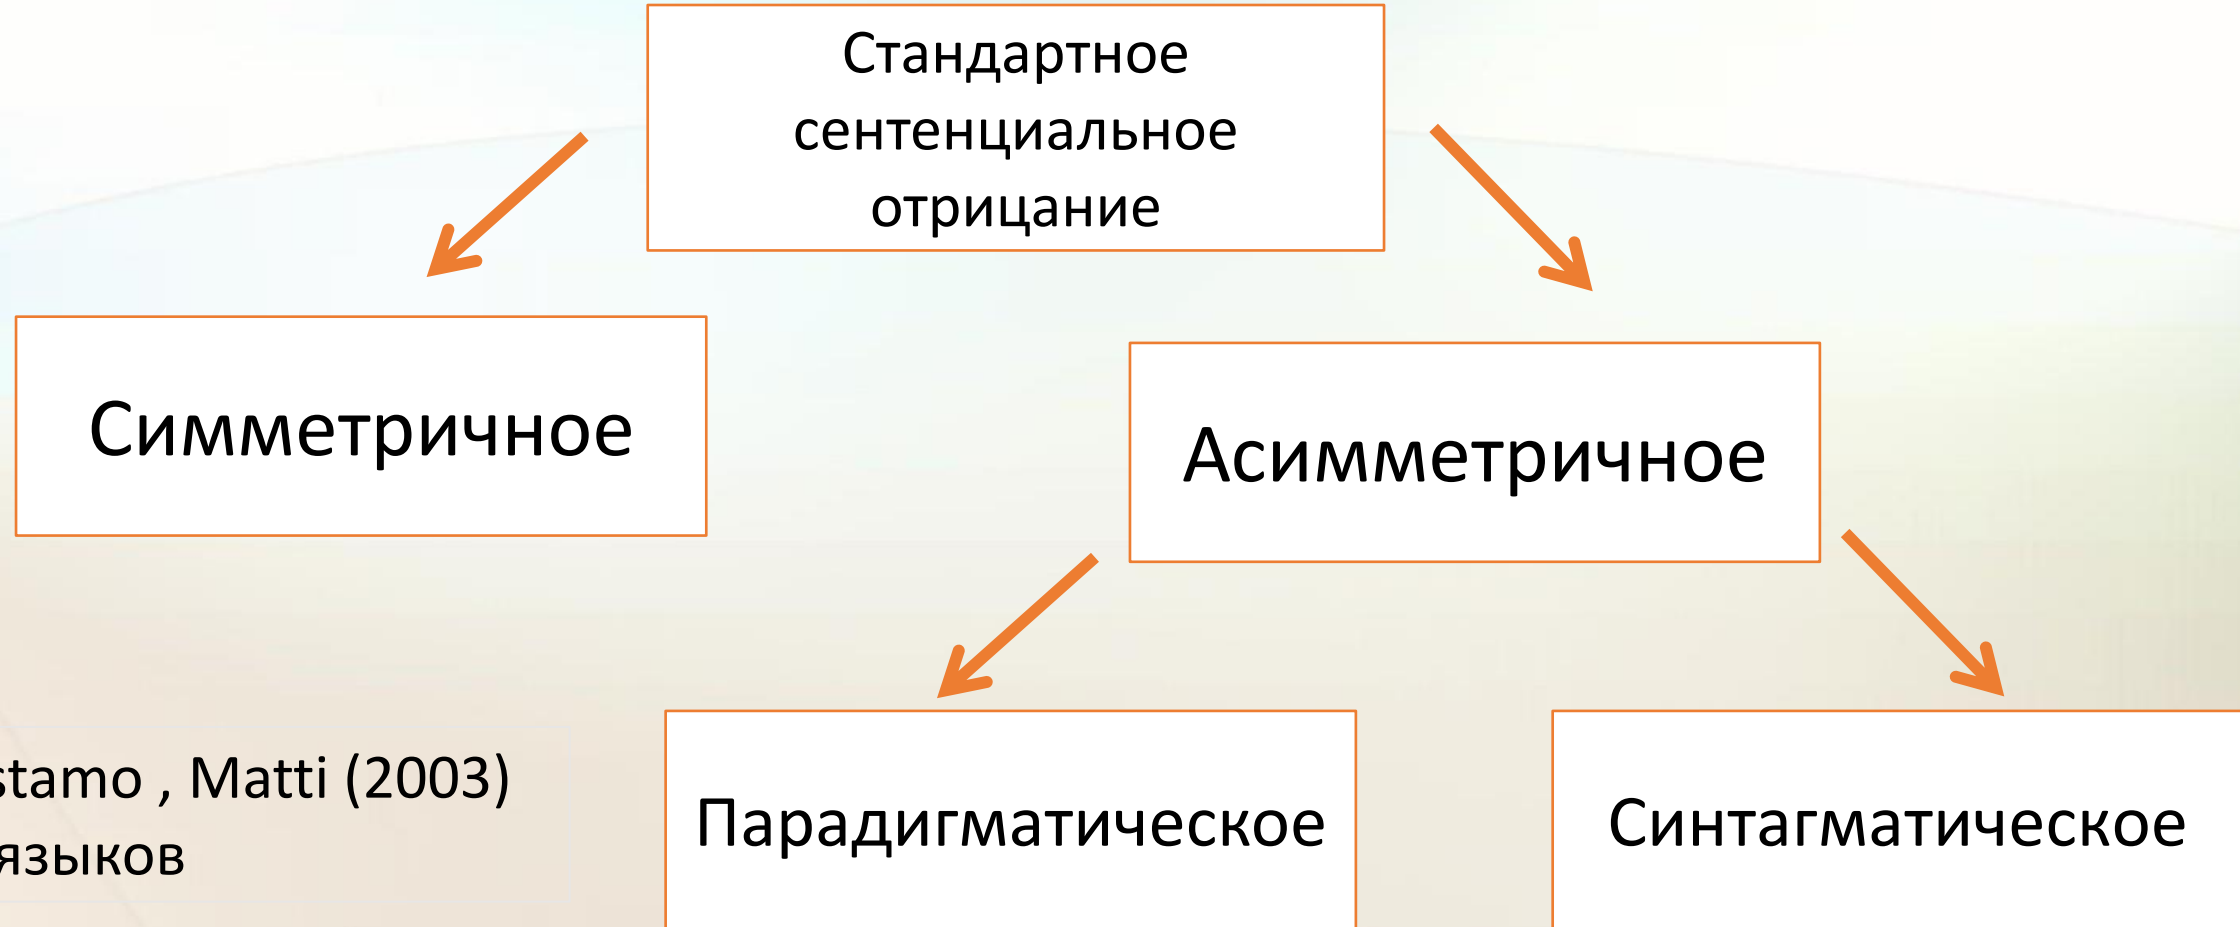 Стандартное
сентенциальное
отрицание
Симметричное
Асимметричное
stamo , Matti (2003)
языков
Парадигматическое
Синтагматическое